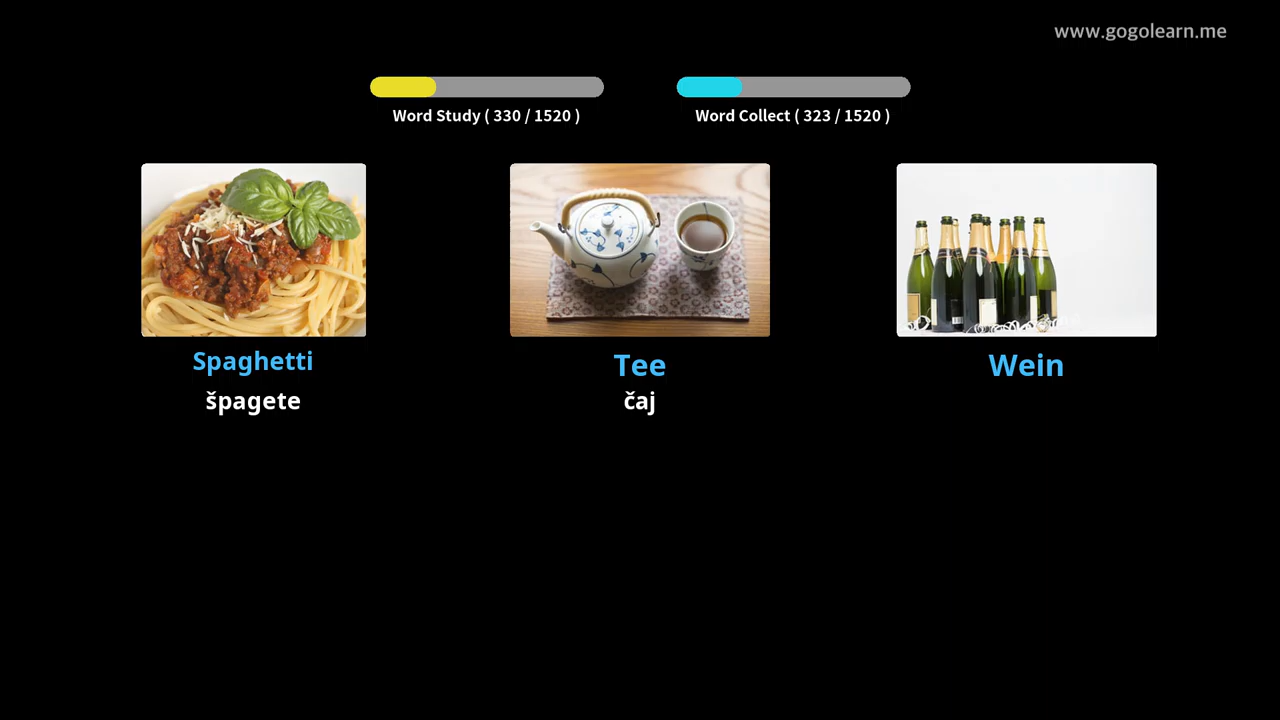 www.gogolearn.me
Word Study ( 330 / 1520 )
Word Collect ( 323 / 1520 )
Spaghetti
špagete
Tee
čaj
Wein